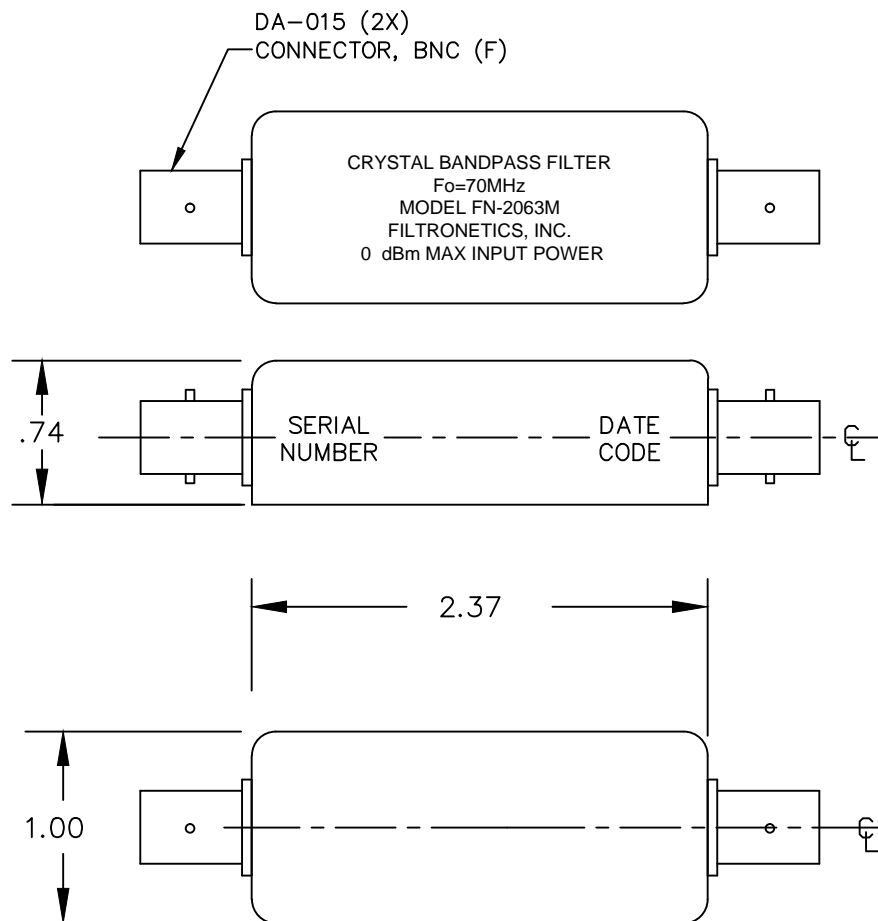 DA-015 (2X)
CONNECTOR, BNC (F)
CRYSTAL BANDPASS FILTER
Fo=70MHz
MODEL FN-2063M
FILTRONETICS, INC.
0 dBm MAX INPUT POWER
.74
SERIAL
NUMBER
DATE
CODE
℄
2.37
1.00
℄